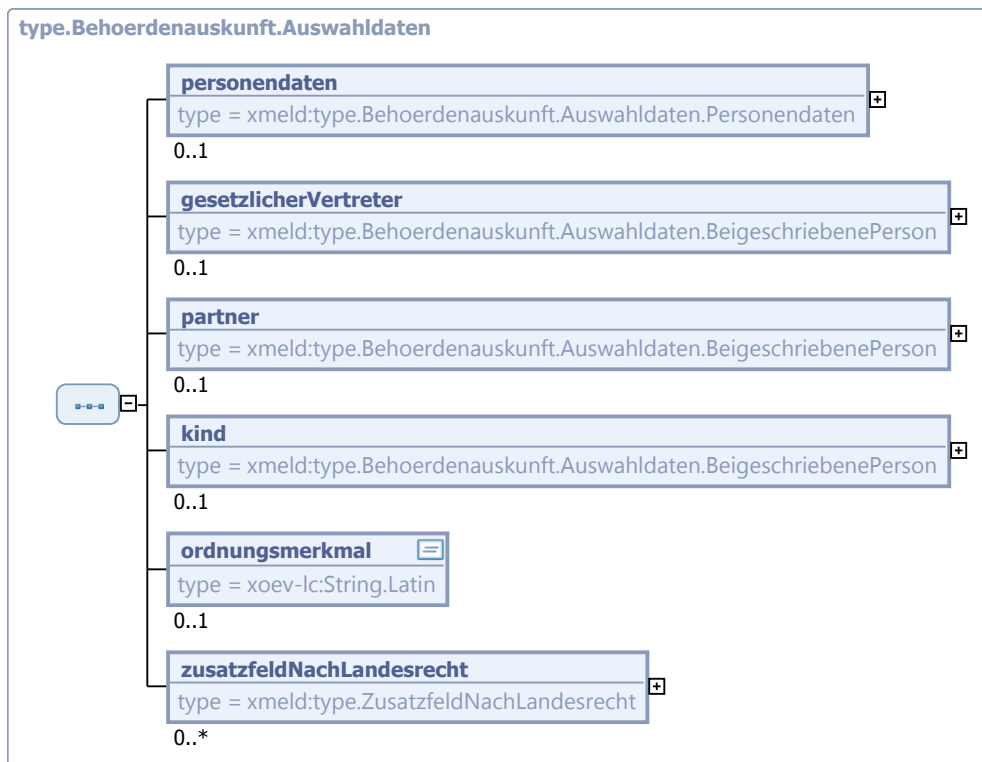 type.Behoerdenauskunft.Auswahldaten
personendaten
type = xmeld:type.Behoerdenauskunft.Auswahldaten.Personendaten
0..1
gesetzlicherVertreter
type = xmeld:type.Behoerdenauskunft.Auswahldaten.BeigeschriebenePerson
0..1
partner
type = xmeld:type.Behoerdenauskunft.Auswahldaten.BeigeschriebenePerson
0..1
kind
type = xmeld:type.Behoerdenauskunft.Auswahldaten.BeigeschriebenePerson
0..1
ordnungsmerkmal
type = xoev-lc:String.Latin
0..1
zusatzfeldNachLandesrecht
type = xmeld:type.ZusatzfeldNachLandesrecht
0..*